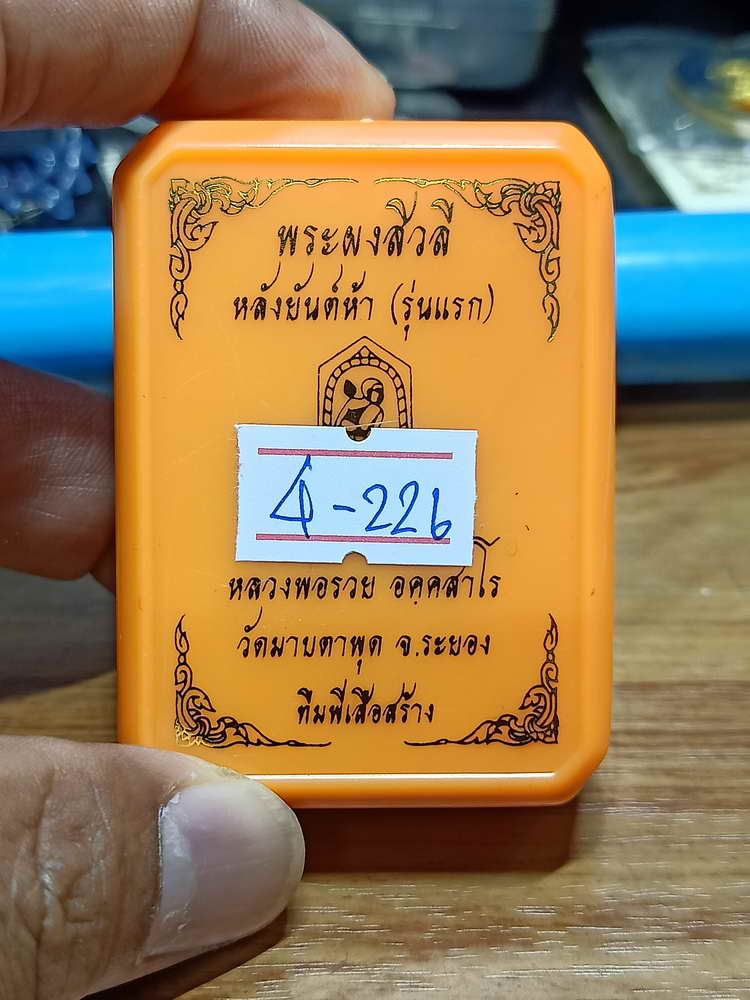 พระผงสีวลี
หลังยันต์ห้า (รุ่นแรก)
-226
หลวงพ่อรวย อคฺคสาโร
วัดมาบตาพุด จ.ระยอง
ทีมพี่เสือสร้าง